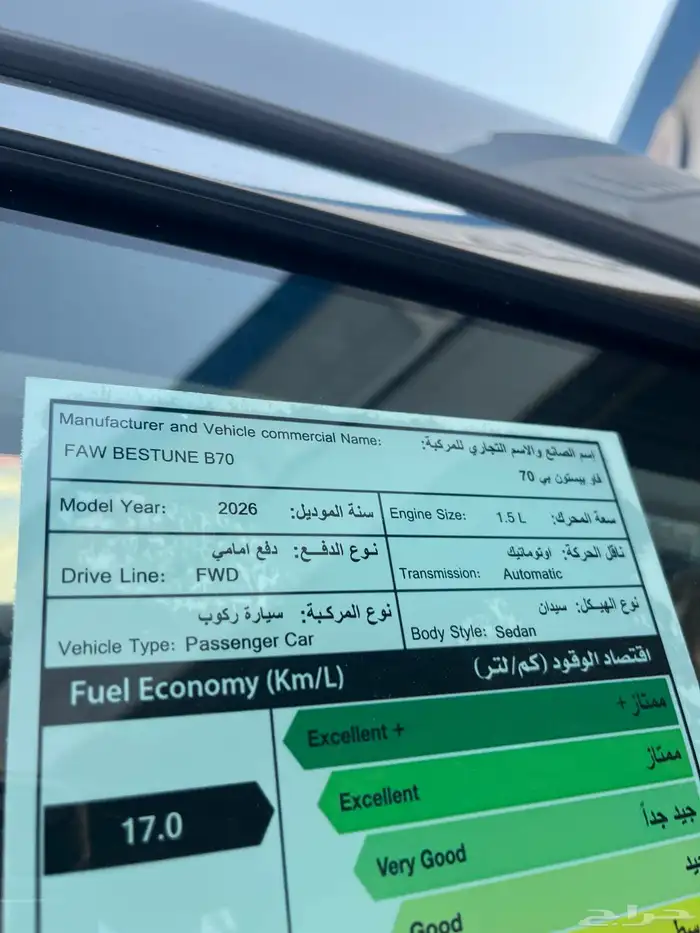 Manufacturer and Vehicle commercial Name: إسم الصانع والاسم التجاري للمركبة:
FAW BESTUNE B70
فاو بيستون بي 70
Model Year: 2026 سنة الموديل:
Engine Size: 1.5 L سعة المحرك:
نوع الدفـع: دفع امامي
Drive Line: FWD
ناقل الحركة: اوتوماتيك
Transmission: Automatic
نوع المركبة: سيارة ركوب
Vehicle Type: Passenger Car
نوع الهيكل: سيدان
Body Style: Sedan
Fuel Economy (Km/L) اقتصاد الوقود (كم/لتر)
17.0
Excellent + ممتاز +
Excellent ممتاز
Very Good جيد جداً
Good
حراج